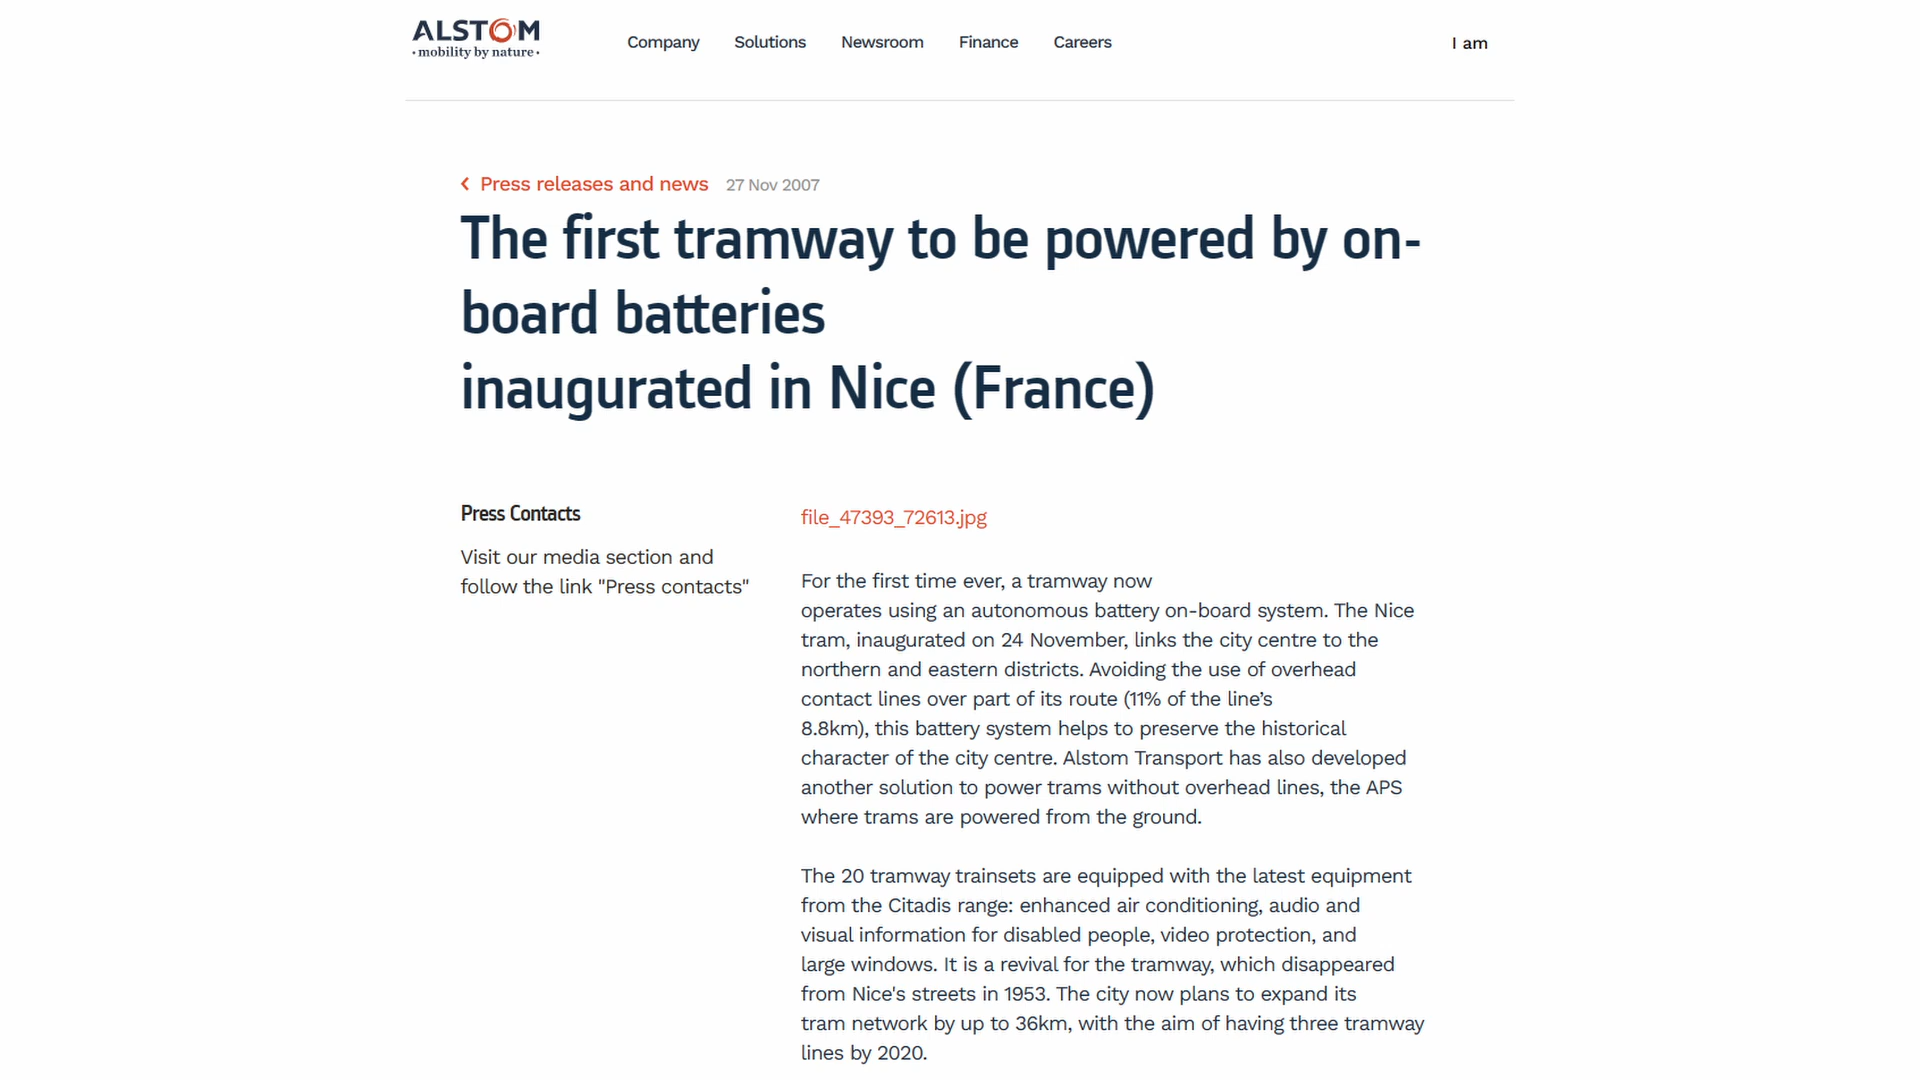 ALSTOM
• mobility by nature •
Company Solutions Newsroom Finance Careers
I am
Press releases and news 27 Nov 2007
The first tramway to be powered by on-
board batteries
inaugurated in Nice (France)
Press Contacts
Visit our media section and
follow the link "Press contacts"
file_47393_72613.jpg
For the first time ever, a tramway now
operates using an autonomous battery on-board system. The Nice
tram, inaugurated on 24 November, links the city centre to the
northern and eastern districts. Avoiding the use of overhead
contact lines over part of its route (11% of the line’s
8.8km), this battery system helps to preserve the historical
character of the city centre. Alstom Transport has also developed
another solution to power trams without overhead lines, the APS
where trams are powered from the ground.
The 20 tramway trainsets are equipped with the latest equipment
from the Citadis range: enhanced air conditioning, audio and
visual information for disabled people, video protection, and
large windows. It is a revival for the tramway, which disappeared
from Nice's streets in 1953. The city now plans to expand its
tram network by up to 36km, with the aim of having three tramway
lines by 2020.